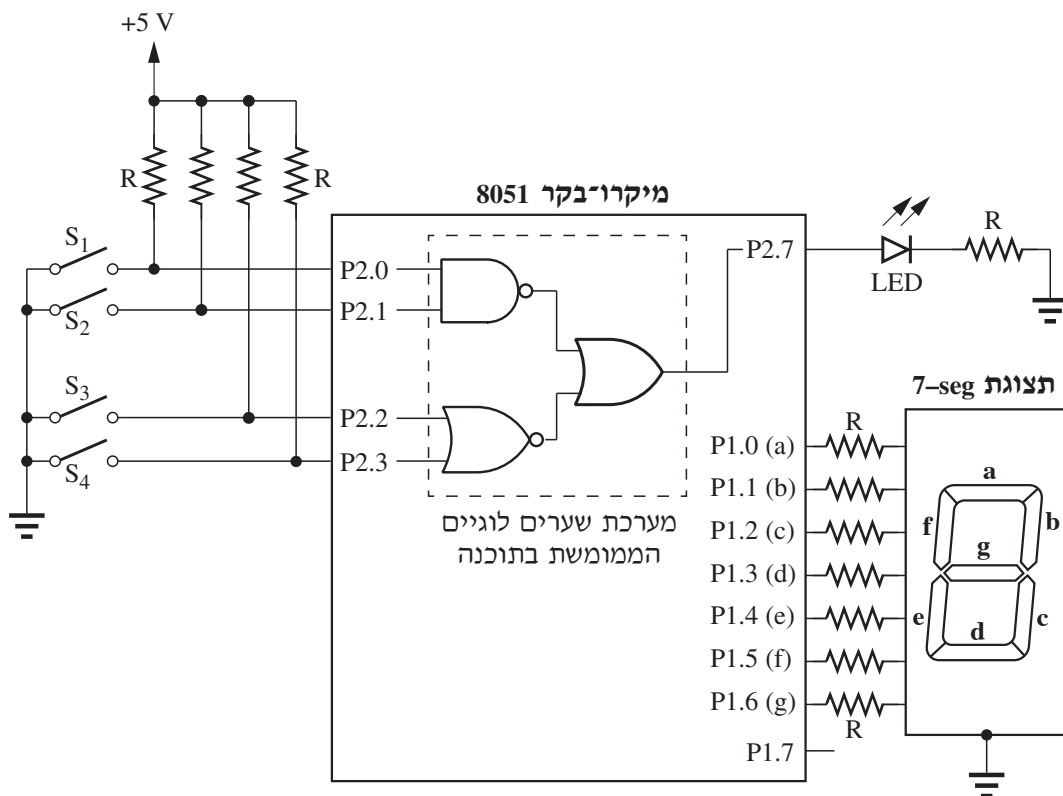 +5 V
R
R
מיקרו־בקר 8051
S1
S2
S3
S4
P2.0
P2.1
P2.2
P2.3
מערכת שערים לוגיים
הממומשת בתוכנה
P2.7
LED
R
תצוגת 7–seg
P1.0 (a)
P1.1 (b)
P1.2 (c)
P1.3 (d)
P1.4 (e)
P1.5 (f)
P1.6 (g)
P1.7
R
R
a
f
b
g
e
c
d